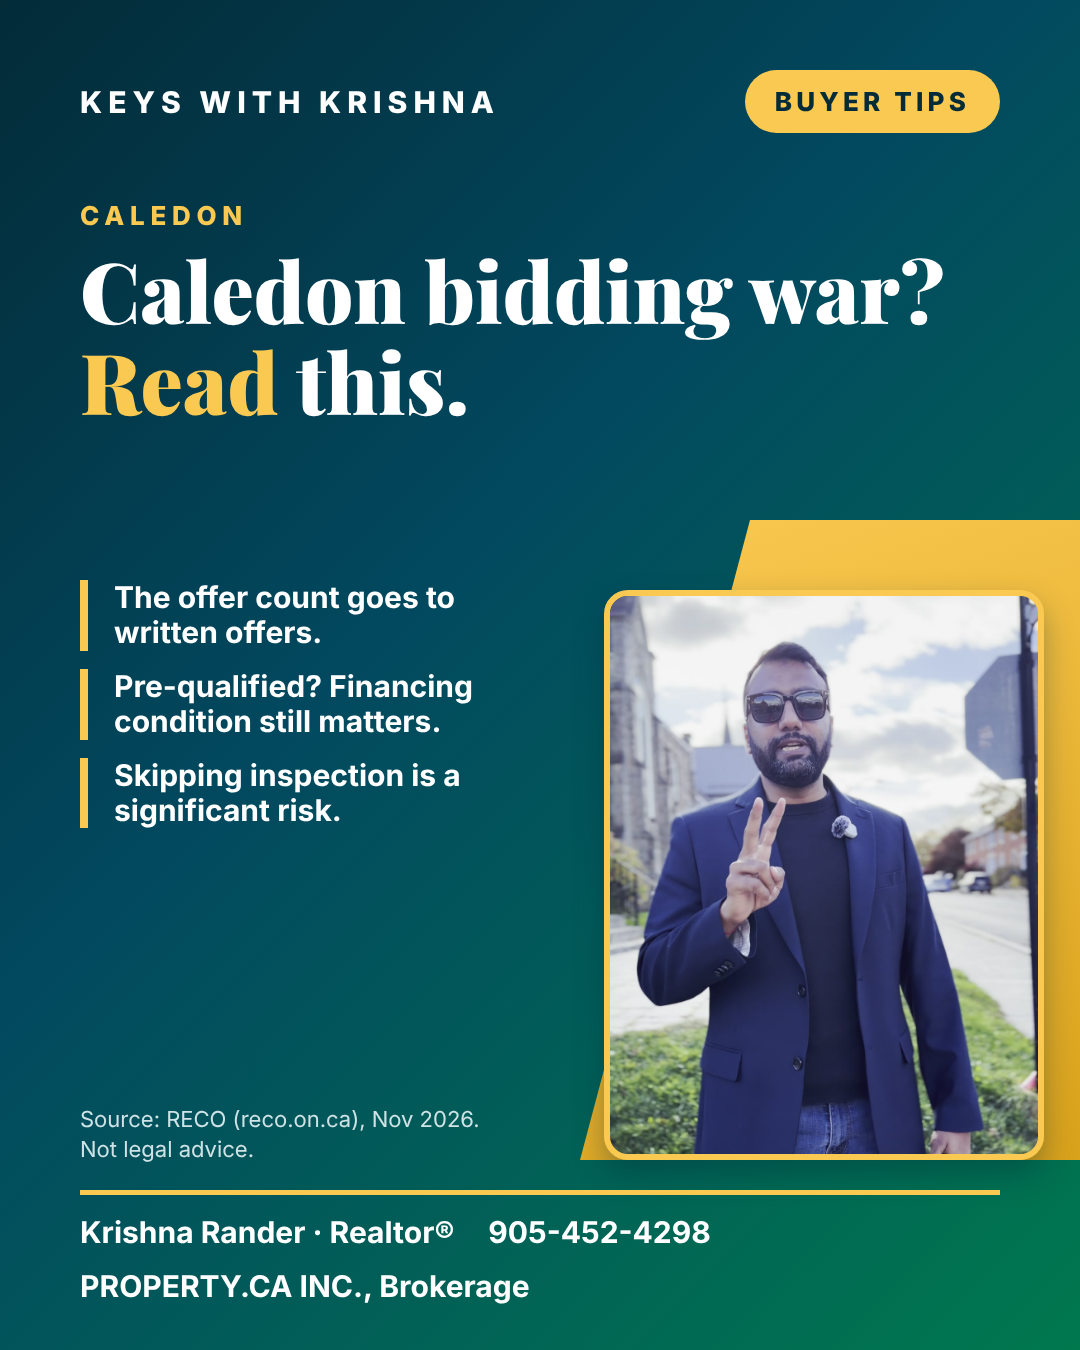 KEYS WITH KRISHNA
BUYER TIPS
CALEDON
Caledon bidding war?
Read this.
The offer count goes to
written offers.
Pre-qualified? Financing
condition still matters.
Skipping inspection is a
significant risk.
Source: RECO (reco.on.ca), Nov 2026.
Not legal advice.
Krishna Rander · Realtor® 905-452-4298
PROPERTY.CA INC., Brokerage